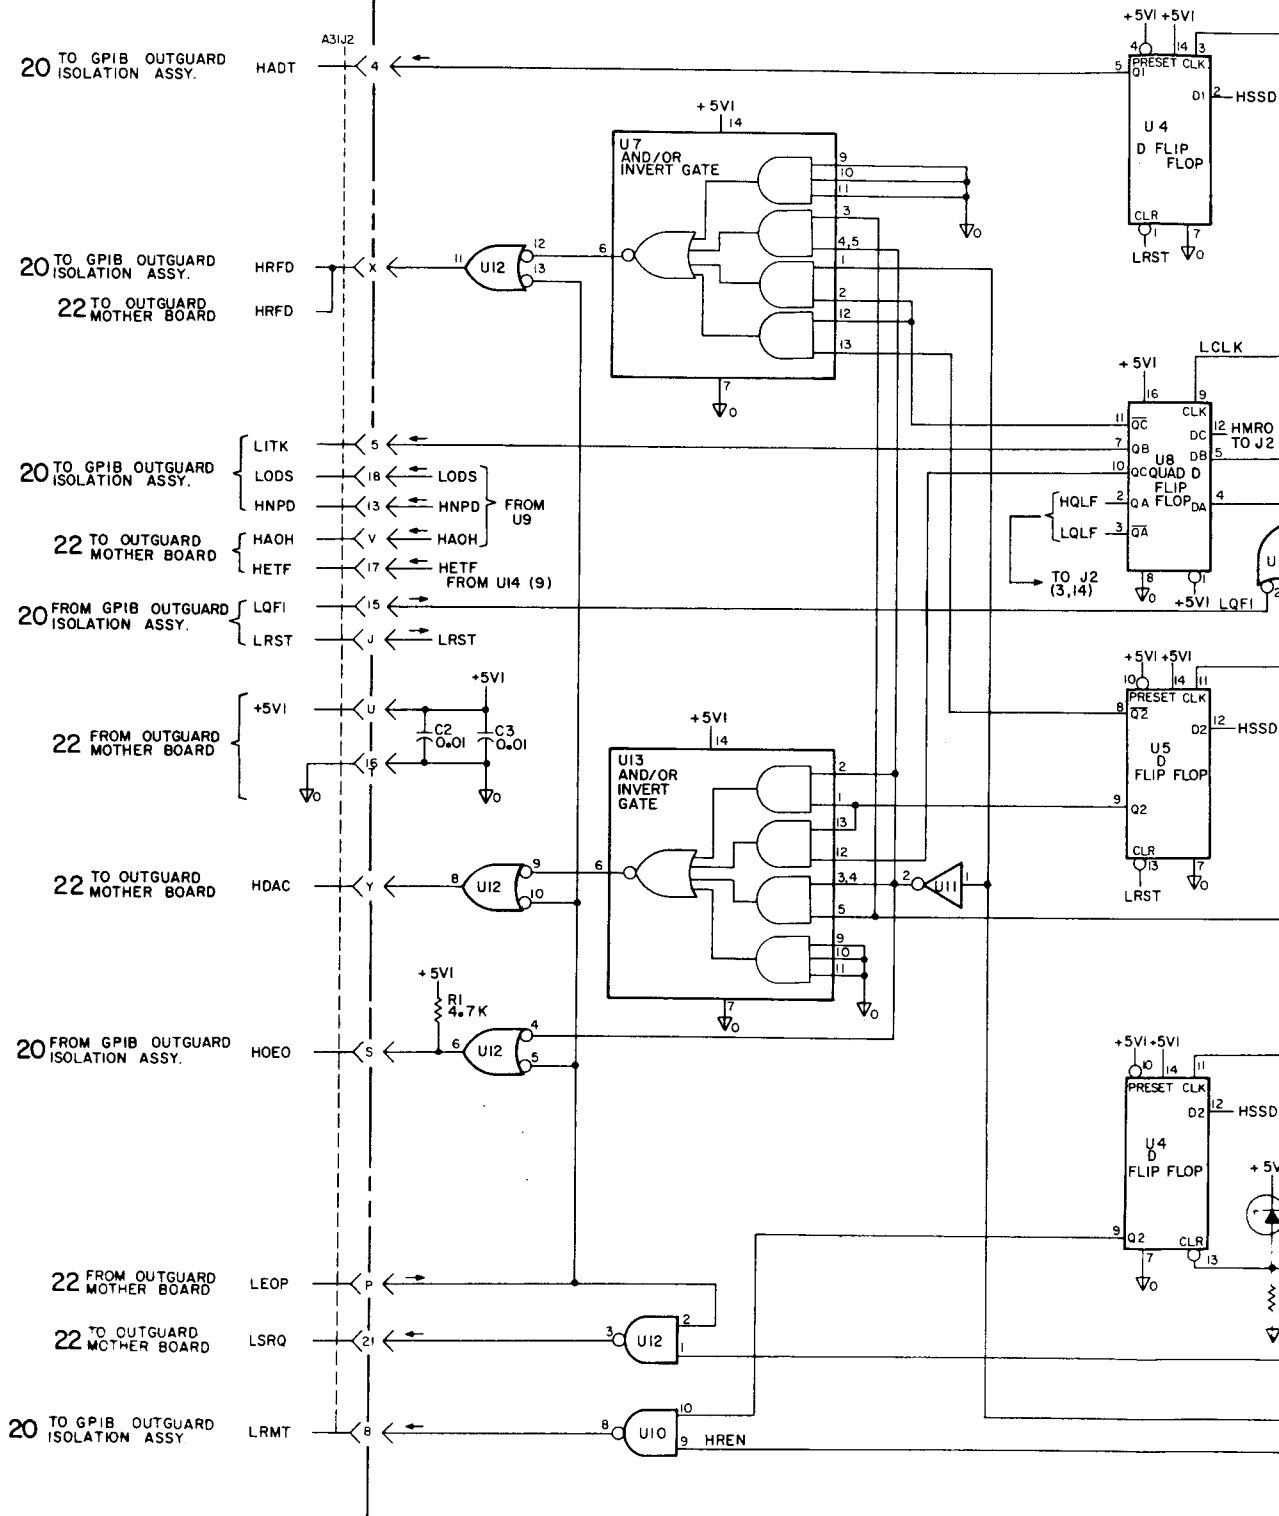 A31J2
20 TO GPIB OUTGUARD
ISOLATION ASSY.
HADT
4
20 TO GPIB OUTGUARD
ISOLATION ASSY.
HRFD
X
22 TO OUTGUARD
MOTHER BOARD
HRFD
11
U12
12
13
+5VI
14
U7
AND/OR
INVERT GATE
6
9
10
11
3
4,5
1
2
12
13
0
7
0
+5VI +5VI
4
14
3
PRESET CLK
5
Q1
D1
2
HSSD
U4
D FLIP
FLOP
CLR
1
7
LRST
0
20 TO GPIB OUTGUARD
ISOLATION ASSY.
LITK
5
LODS
18
LODS
HNPD
13
HNPD
FROM
U9
22 TO OUTGUARD
MOTHER BOARD
HAOH
V
HAOH
HETF
17
HETF
FROM U14 (9)
20 FROM GPIB OUTGUARD
ISOLATION ASSY.
LQFI
15
LRST
J
LRST
LCLK
+5VI
16
9
CLK
11
QC
DC
12
HMRO
TO J2
7
QB
DB
5
10
QC
U8
QUAD D
FLIP
FLOP
HQLF
2
QA
DA
4
LQLF
3
QA
TO J2
(3,14)
8
0
1
+5VI
LQFI
U
2
22 FROM OUTGUARD
MOTHER BOARD
+5VI
U
16
0
+5VI
C2
0.01
C3
0.01
0
+5VI
14
U13
AND/OR
INVERT
GATE
6
2
1
13
12
3,4
5
9
10
11
0
7
0
2
U11
1
+5VI +5VI
10
14
11
PRESET CLK
8
Q2
D2
12
HSSD
U5
D
FLIP FLOP
9
Q2
CLR
13
7
LRST
0
22 TO OUTGUARD
MOTHER BOARD
HDAC
Y
8
U12
9
10
+5VI
R1
4.7K
20 FROM GPIB OUTGUARD
ISOLATION ASSY.
HOEO
S
6
U12
4
5
+5VI +5VI
10
14
11
PRESET CLK
D2
12
HSSD
U4
D
FLIP FLOP
9
Q2
CLR
7
13
0
+5V
22 FROM OUTGUARD
MOTHER BOARD
LEOP
P
22 TO OUTGUARD
MOTHER BOARD
LSRQ
21
3
U12
2
1
20 TO GPIB OUTGUARD
ISOLATION ASSY
LRMT
8
8
U10
10
9
HREN